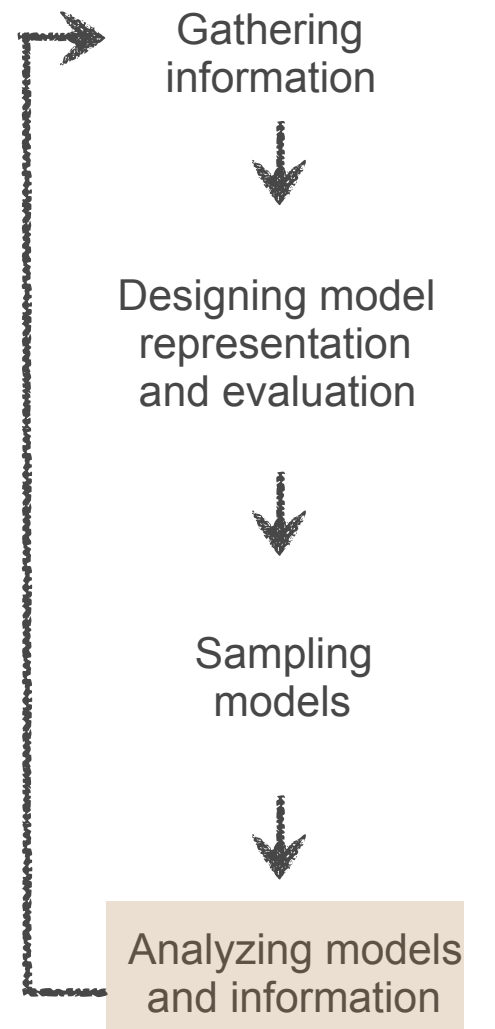 Gathering
information
Designing model
representation
and evaluation
Sampling
models
Analyzing models
and information